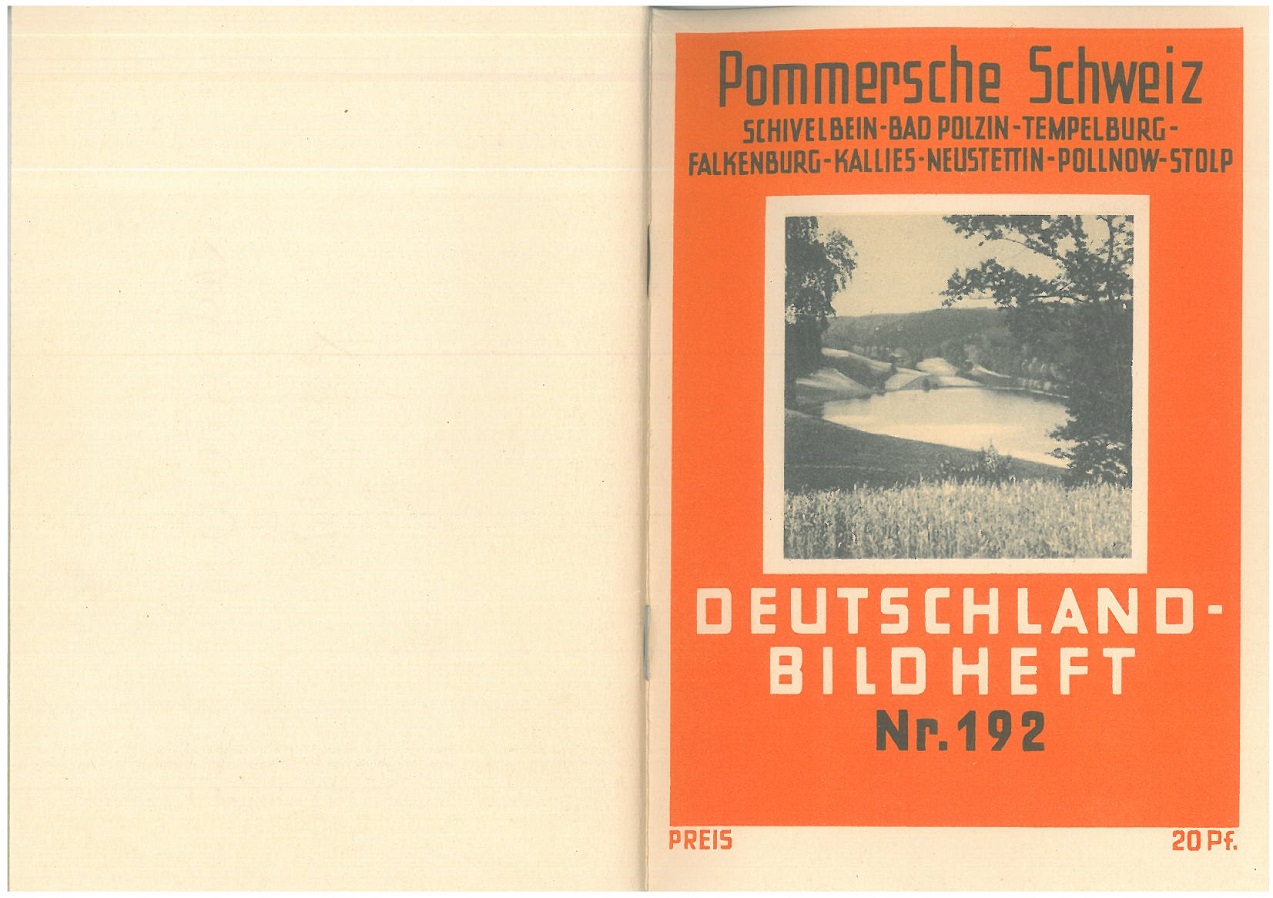 Pommersche Schweiz
SCHIVELBEIN-BAD POLZIN-TEMPELBURG-
FALKENBURG-KALLIES-NEUSTETTIN-POLLNOW-STOLP
DEUTSCHLAND-
BILDHEFT
Nr. 192
PREIS 20 Pf.